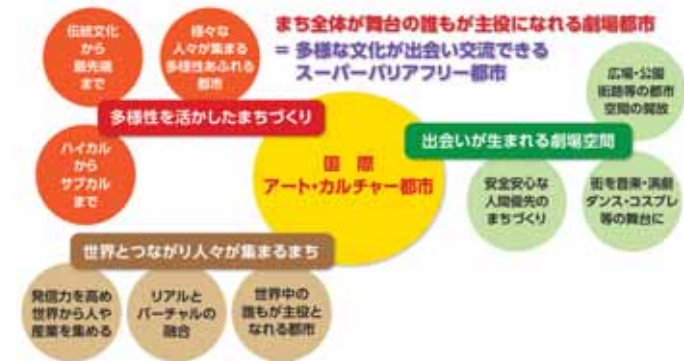 まち全体が舞台の誰もが主役になれる劇場都市
= 多様な文化が出会い交流できる
スーパーバリアフリー都市
伝統文化
から
最先端
まで
様々な
人々が集まる
多様性あふれる
都市
多様性を活かしたまちづくり
ハイカル
から
サブカル
まで
国際
アート・カルチャー都市
広場・公園
街路等の都市
空間の開放
出会いが生まれる劇場空間
安全安心な
人間優先の
まちづくり
街を音楽・演劇
ダンス・コスプレ
等の舞台に
世界とつながり人々が集まるまち
発信力を高め
世界から人や
産業を集める
リアルと
バーチャルの
融合
世界中の
誰もが主役と
なれる都市